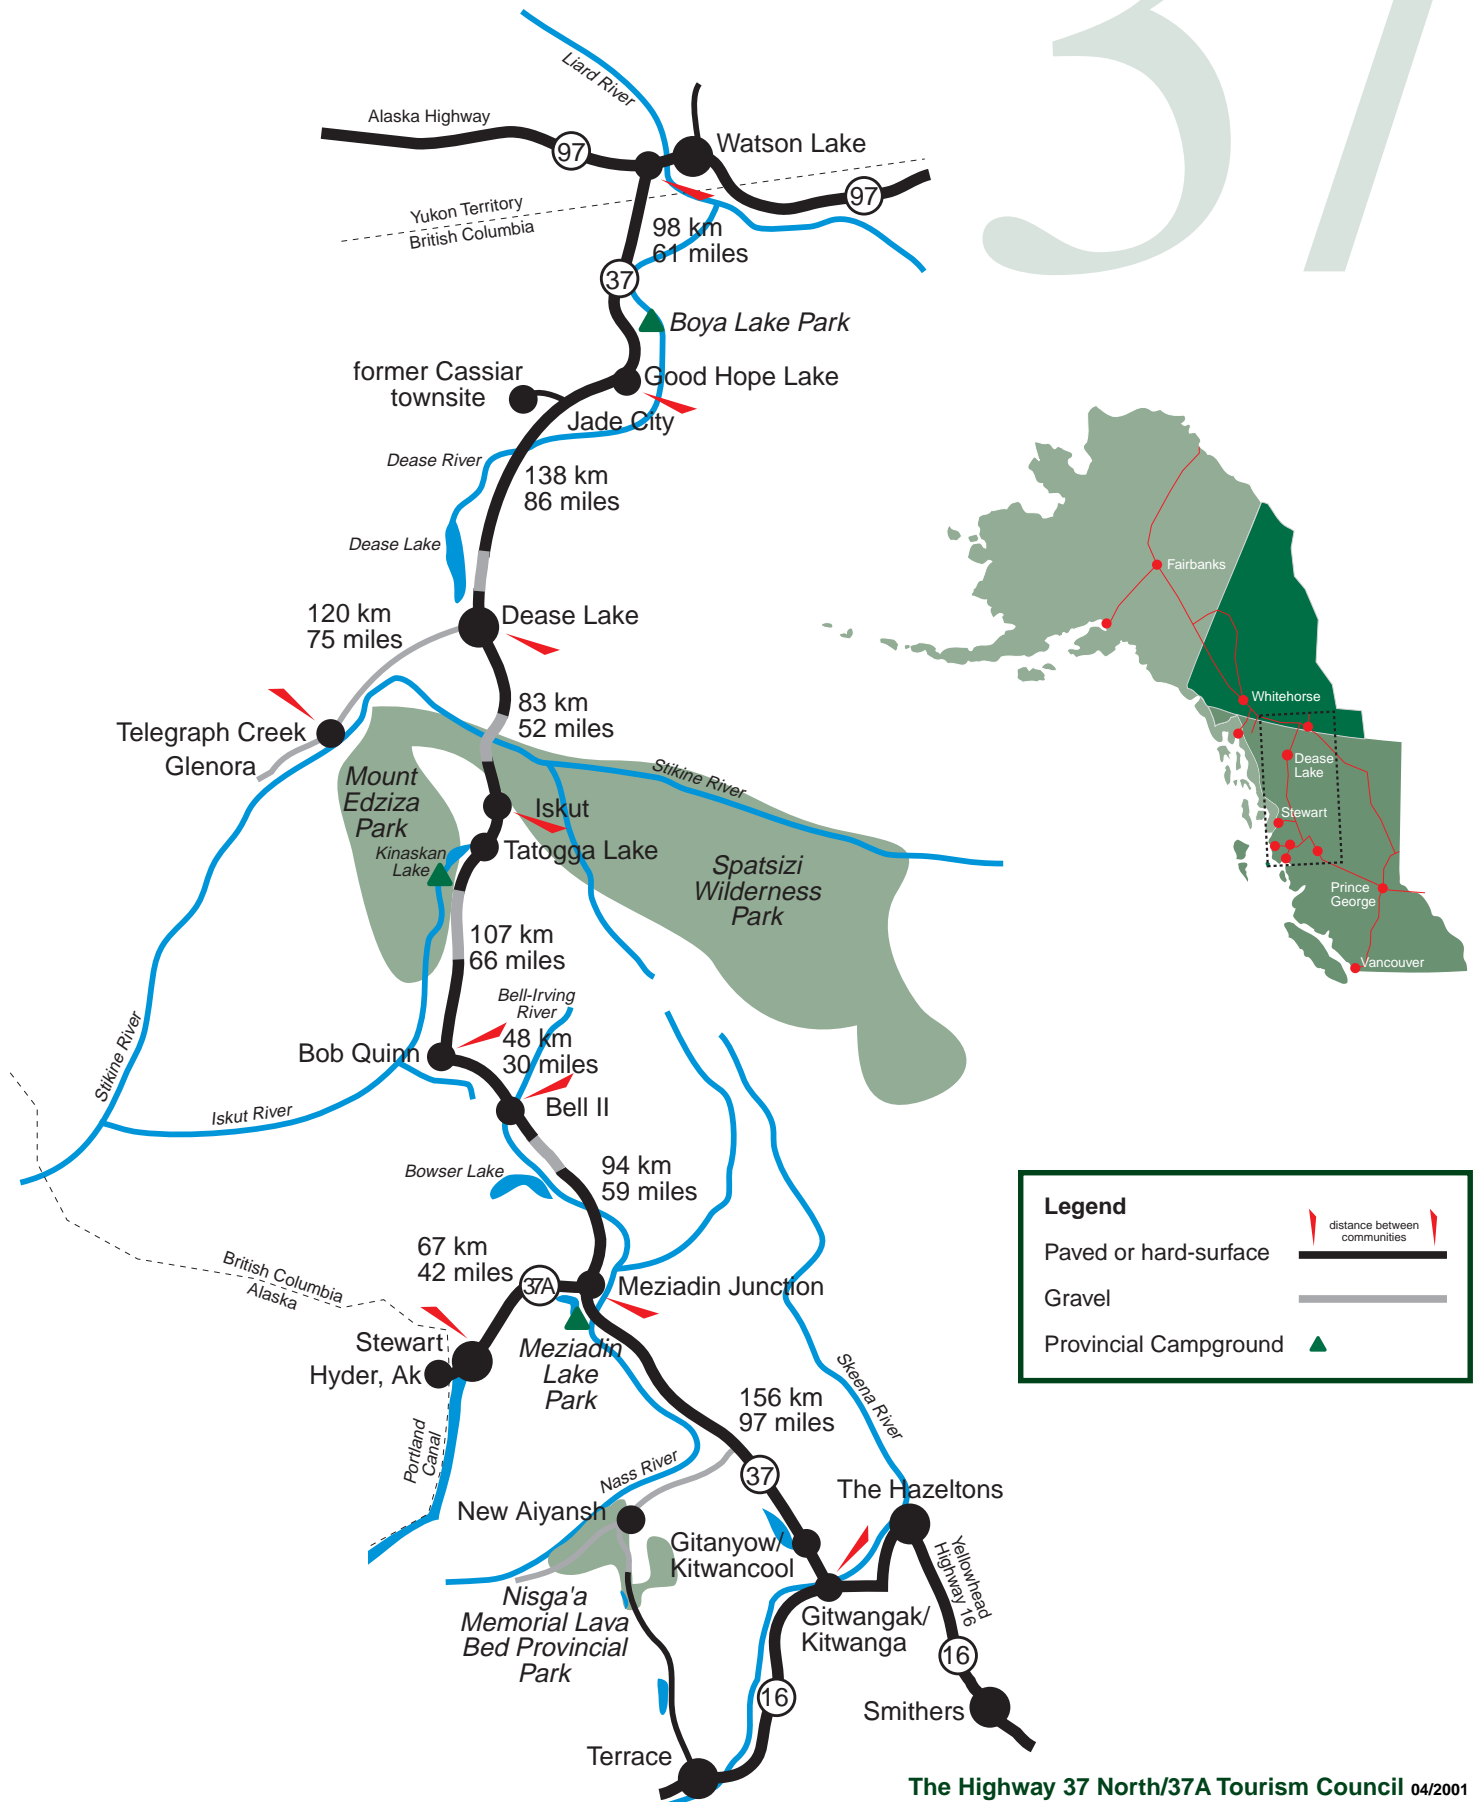 37
Liard River
Alaska Highway
97
Watson Lake
97
Yukon Territory
British Columbia
98 km
61 miles
37
Boya Lake Park
former Cassiar
townsite
Good Hope Lake
Jade City
Dease River
138 km
86 miles
Dease Lake
120 km
75 miles
Dease Lake
83 km
52 miles
Telegraph Creek
Glenora
Mount
Edziza
Park
Stikine River
Iskut
Kinaskan
Lake
Tatogga Lake
Spatsizi
Wilderness
Park
107 km
66 miles
Bell-Irving
River
48 km
30 miles
Bob Quinn
Stikine River
Iskut River
Bell II
Bowser Lake
94 km
59 miles
67 km
42 miles
British Columbia
Alaska
37A
Meziadin Junction
Stewart
Hyder, Ak
Meziadin
Lake
Park
Skeena River
156 km
97 miles
Portland
Canal
Nass River
37
The Hazeltons
New Aiyansh
Gitanyow/
Kitwancool
Yellowhead
Highway 16
Nisga'a
Memorial Lava
Bed Provincial
Park
Gitwangak/
Kitwanga
16
16
Smithers
Terrace
Fairbanks
Whitehorse
Dease
Lake
Stewart
Prince
George
Vancouver
Legend
distance between
communities
Paved or hard-surface
Gravel
Provincial Campground
The Highway 37 North/37A Tourism Council 04/2001